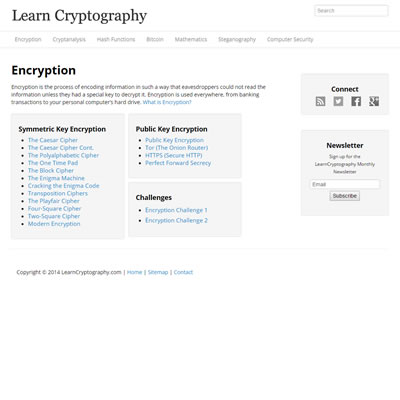 Learn Cryptography
Search
Encryption Cryptanalysis Hash Functions Bitcoin Mathematics Steganography Computer Security
Encryption
Encryption is the process of encoding information in such a way that eavesdroppers could not read the
information unless they had a special key to decrypt it. Encryption is used everywhere, from banking
transactions to your personal computer's hard drive. What is Encryption?
Symmetric Key Encryption
The Caesar Cipher
The Caesar Cipher Cont.
The Polyalphabetic Cipher
The One Time Pad
The Block Cipher
The Enigma Machine
Cracking the Enigma Code
Transposition Ciphers
The Playfair Cipher
Four-Square Cipher
Two-Square Cipher
Modern Encryption
Public Key Encryption
Public Key Encryption
Tor (The Onion Router)
HTTPS (Secure HTTP)
Perfect Forward Secrecy
Challenges
Encryption Challenge 1
Encryption Challenge 2
Connect
Newsletter
Sign up for the
LearnCryptography Monthly
Newsletter
Email
Subscribe
Copyright © 2014 LearnCryptography.com | Home | Sitemap | Contact